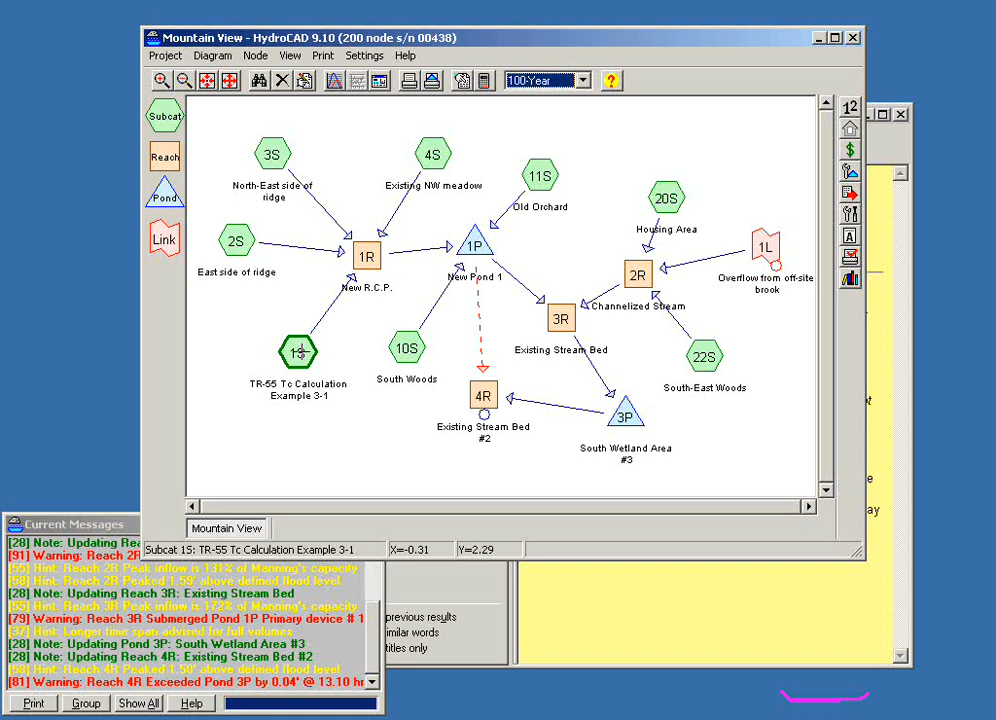 Mountain View - HydroCAD 9.10 (200 node s/n 00438)
Project Diagram Node View Print Settings Help
100-Year
?
Subcat
Reach
Pond
Link
12
$
A
3S
North-East side of
ridge
4S
Existing NW meadow
11S
Old Orchard
20S
Housing Area
2S
East side of ridge
1R
New R.C.P.
1P
New Pond 1
2R
Channelized Stream
1L
Overflow from off-site
brook
3R
Existing Stream Bed
1S
TR-55 Tc Calculation
Example 3-1
10S
South Woods
22S
South-East Woods
4R
Existing Stream Bed
#2
3P
South Wetland Area
#3
Mountain View
Subcat 1S: TR-55 Tc Calculation Example 3-1 X=-0.31 Y=2.29
Current Messages
[28] Note: Updating Rea
[91] Warning: Reach 2R
[55] Hint: Reach 2R Peak inflow is 131% of Manning's capacity
[58] Hint: Reach 2R Peaked 1.59' above defined flood level
[28] Note: Updating Reach 3R: Existing Stream Bed
[55] Hint: Reach 3R Peak inflow is 172% of Manning's capacity
[79] Warning: Reach 3R Submerged Pond 1P Primary device # 1
[37] Hint: Longer time span advised for full volumes
[28] Note: Updating Pond 3P: South Wetland Area #3
[28] Note: Updating Reach 4R: Existing Stream Bed #2
[58] Hint: Reach 4R Peaked 1.50' above defined flood level
[81] Warning: Reach 4R Exceeded Pond 3P by 0.04' @ 13.10 hr
Print Group Show All Help
previous results
imilar words
titles only
e
ay